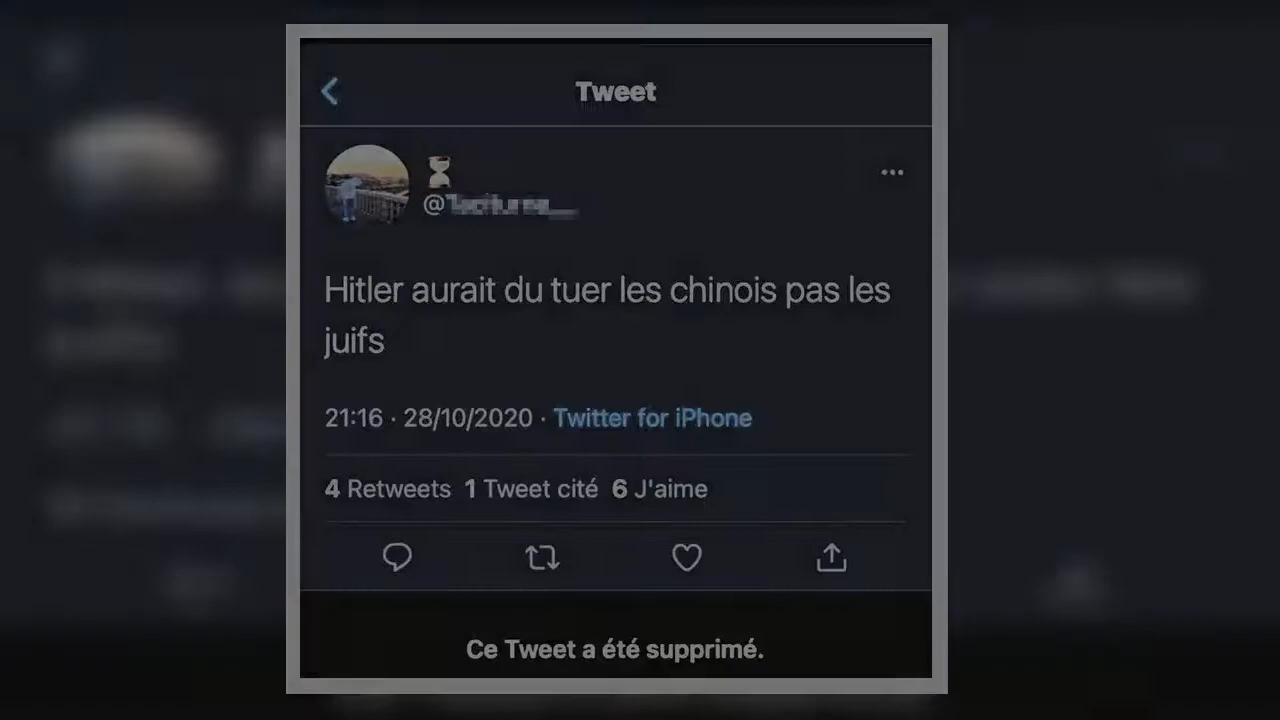 Tweet
Hitler aurait du tuer les chinois pas les
juifs
21:16 · 28/10/2020 · Twitter for iPhone
4 Retweets 1 Tweet cité 6 J'aime
Ce Tweet a été supprimé.